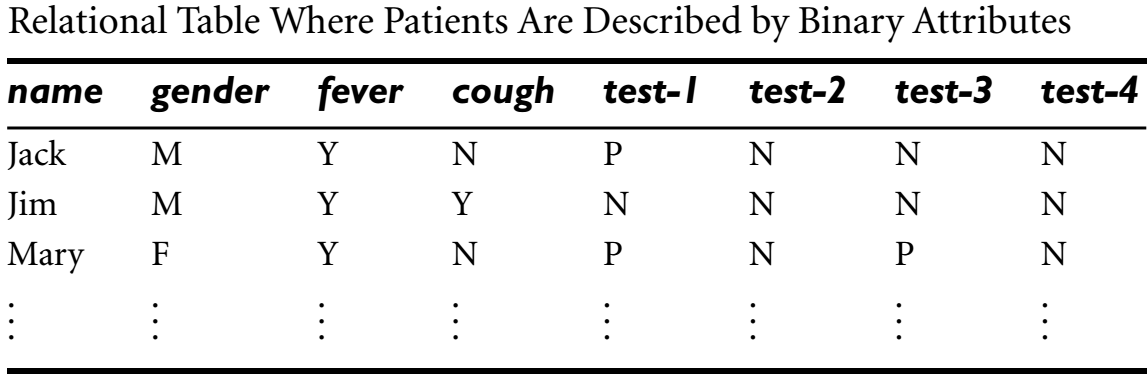 Relational Table Where Patients Are Described by Binary Attributes
name gender fever cough test-1 test-2 test-3 test-4
Jack M Y N P N N N
Jim M Y Y N N N N
Mary F Y N P N P N
⋮ ⋮ ⋮ ⋮ ⋮ ⋮ ⋮ ⋮